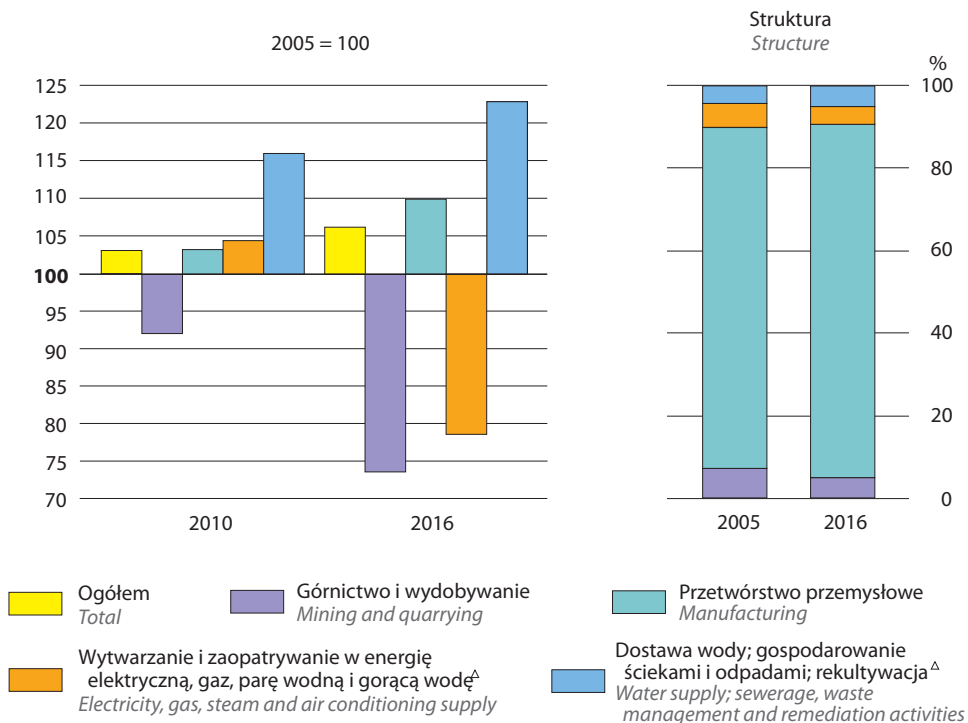 2005 = 100
125
120
115
110
105
100
95
90
85
80
75
70
2010 2016
Struktura
Structure
%
100
80
60
40
20
0
2005 2016
Ogółem
Total
Górnictwo i wydobywanie
Mining and quarrying
Przetwórstwo przemysłowe
Manufacturing
Wytwarzanie i zaopatrywanie w energię
elektryczną, gaz, parę wodną i gorącą wodę△
Electricity, gas, steam and air conditioning supply
Dostawa wody; gospodarowanie
ściekami i odpadami; rekultywacja△
Water supply; sewerage, waste
management and remediation activities